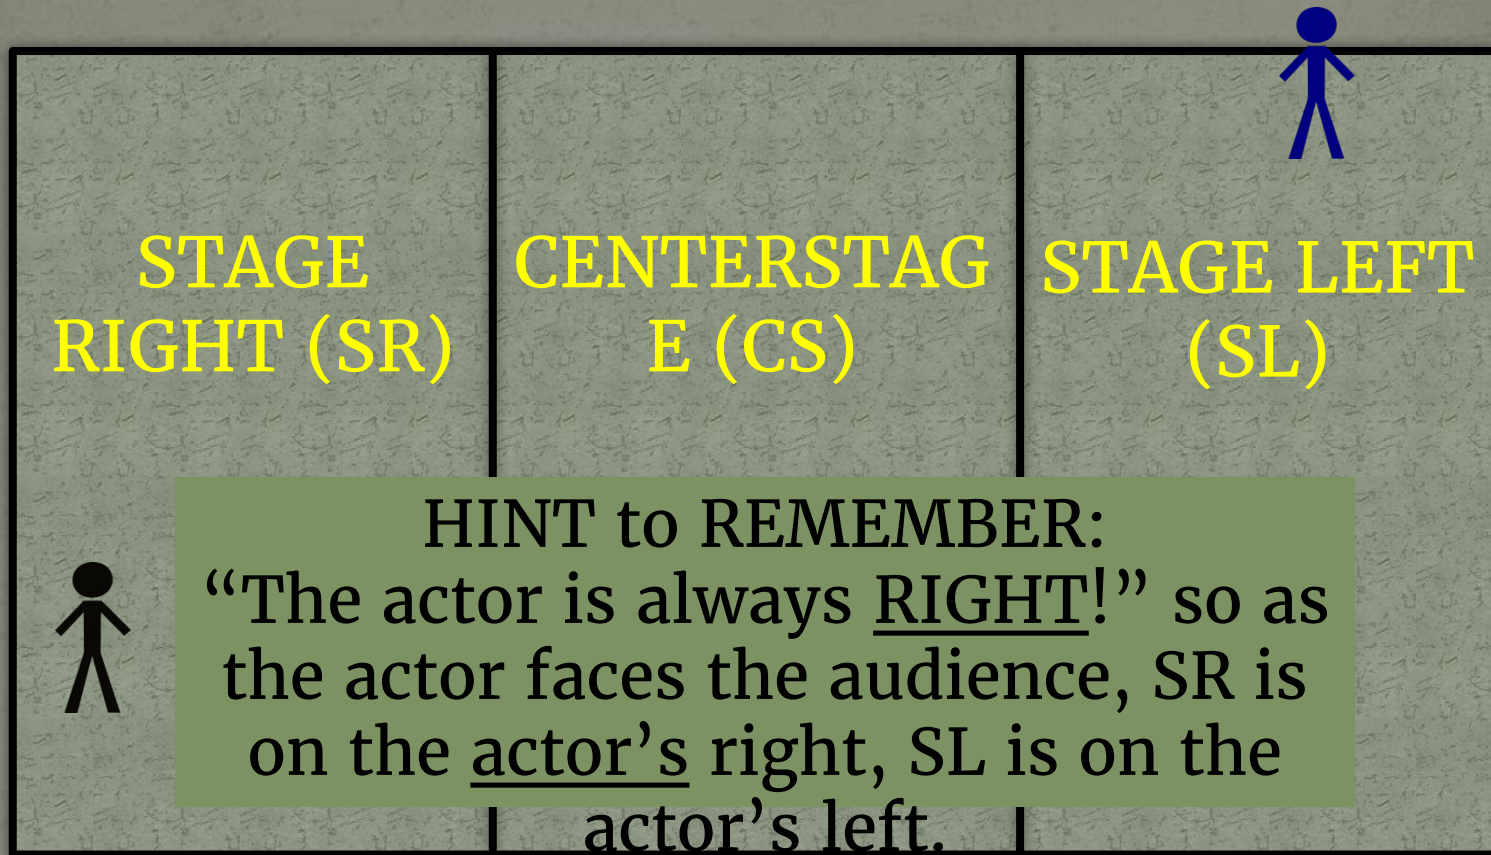 STAGE
RIGHT (SR)
CENTERSTAG
E (CS)
STAGE LEFT
(SL)
HINT to REMEMBER:
“The actor is always RIGHT!” so as
the actor faces the audience, SR is
on the actor’s right, SL is on the
actor’s left.